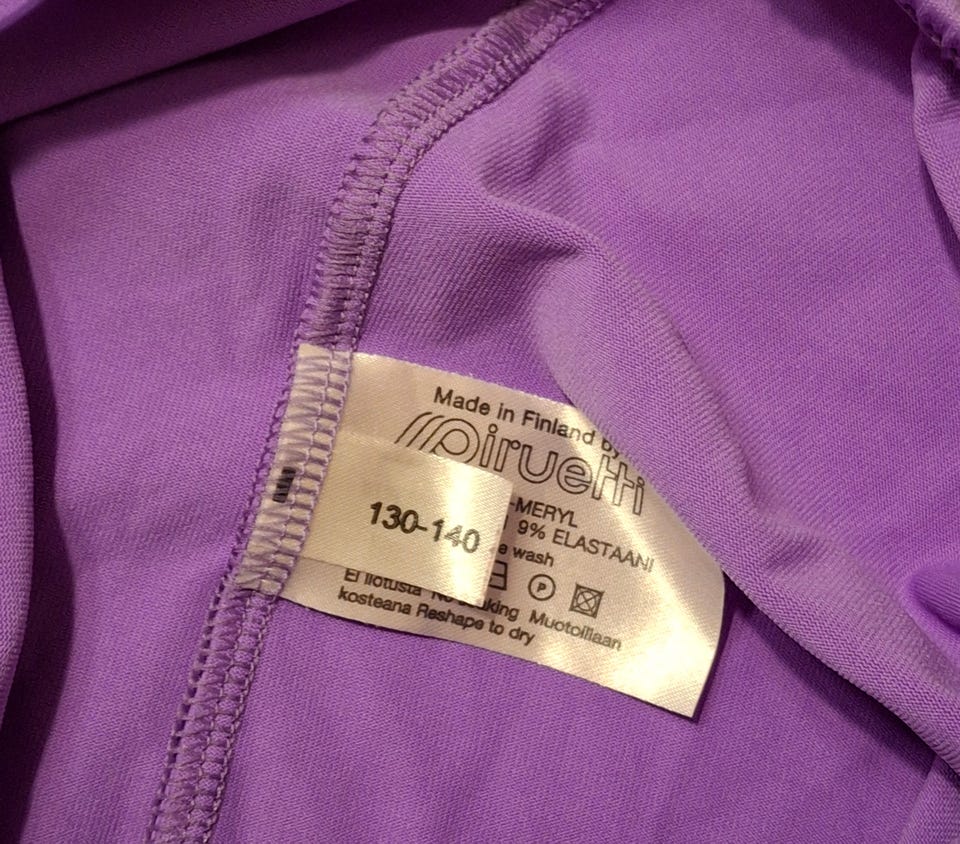 Made in Finland by
Piruetti
-MERYL
9% ELASTAANI
130-140
wash
P
Ei liotusta No soaking Muotoillaan
kosteana Reshape to dry